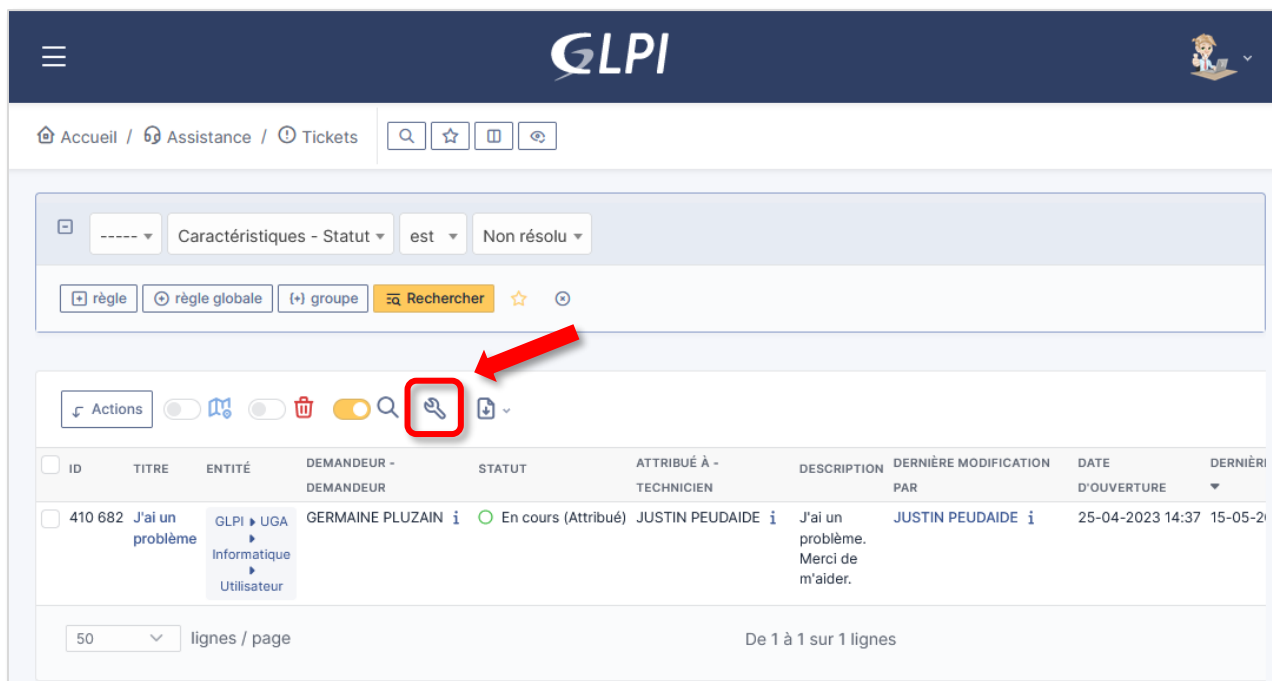 GLPI
Accueil / Assistance / Tickets
----- Caractéristiques - Statut est Non résolu
règle règle globale groupe Rechercher
Actions
ID TITRE ENTITÉ DEMANDEUR - DEMANDEUR STATUT ATTRIBUÉ À - TECHNICIEN DESCRIPTION DERNIÈRE MODIFICATION PAR DATE D'OUVERTURE
410 682 J'ai un problème GLPI UGA Informatique Utilisateur GERMAINE PLUZAIN i En cours (Attribué) JUSTIN PEUDAIDE i J'ai un problème. Merci de m'aider. JUSTIN PEUDAIDE i 25-04-2023 14:37
50 lignes / page De 1 à 1 sur 1 lignes